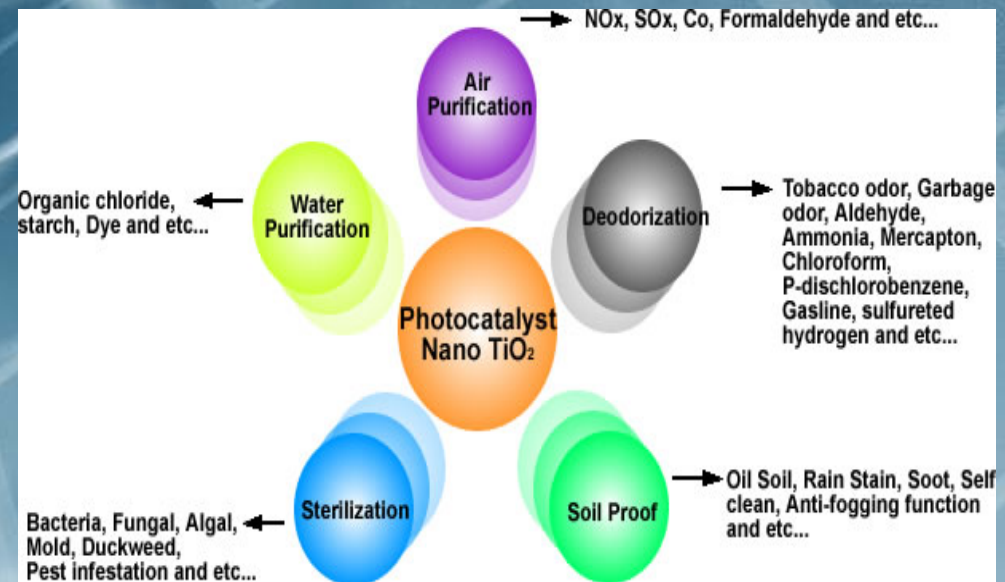 NOx, SOx, Co, Formaldehyde and etc...
Air
Purification
Organic chloride,
starch, Dye and etc...
Water
Purification
Deodorization
Tobacco odor, Garbage
odor, Aldehyde,
Ammonia, Mercapton,
Chloroform,
P-dischlorobenzene,
Gasline, sulfureted
hydrogen and etc...
Photocatalyst
Nano TiO₂
Sterilization
Bacteria, Fungal, Algal,
Mold, Duckweed,
Pest infestation and etc...
Soil Proof
Oil Soil, Rain Stain, Soot, Self
clean, Anti-fogging function
and etc...